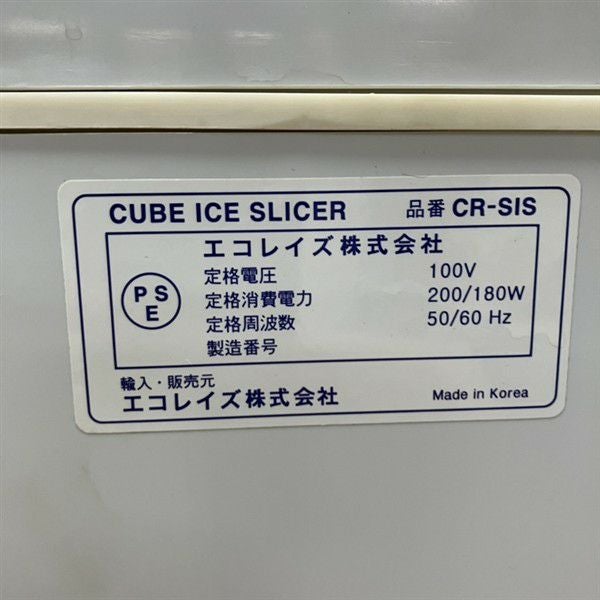 CUBE ICE SLICER 品番 CR-SIS
エコレイズ株式会社
PSE
定格電圧 100V
定格消費電力 200/180W
定格周波数 50/60 Hz
製造番号
輸入・販売元
エコレイズ株式会社
Made in Korea